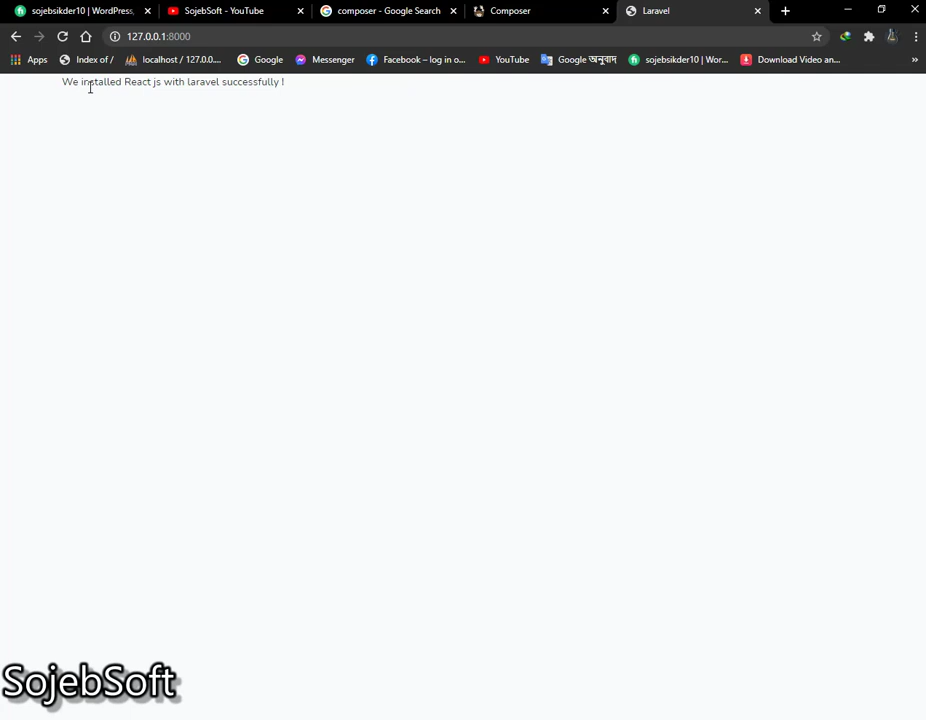 sojebsikder10 | WordPress,
SojebSoft - YouTube
composer - Google Search
Composer
Laravel
127.0.0.1:8000
Apps
Index of /
localhost / 127.0.0....
Google
Messenger
Facebook – log in o...
YouTube
Google অনুবাদ
sojebsikder10 | Wor...
Download Video an...
»
We installed React js with laravel successfully !
SojebSoft